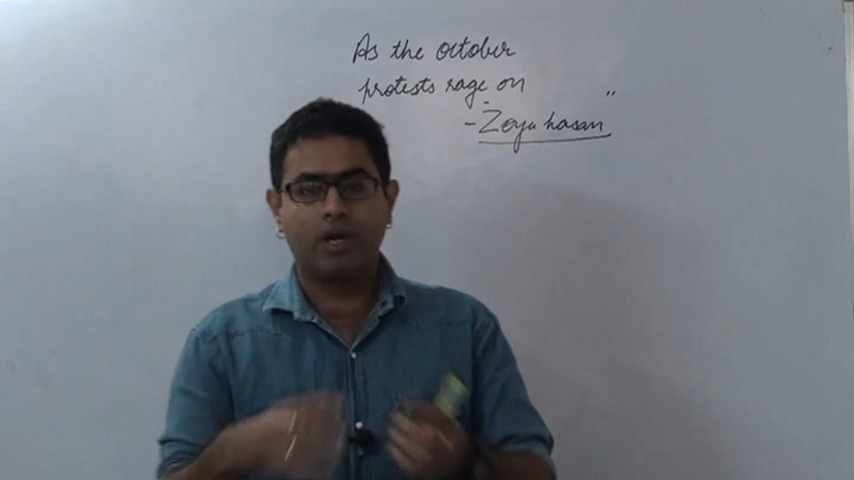 As the october
protests rage on "
- Zoya hasan